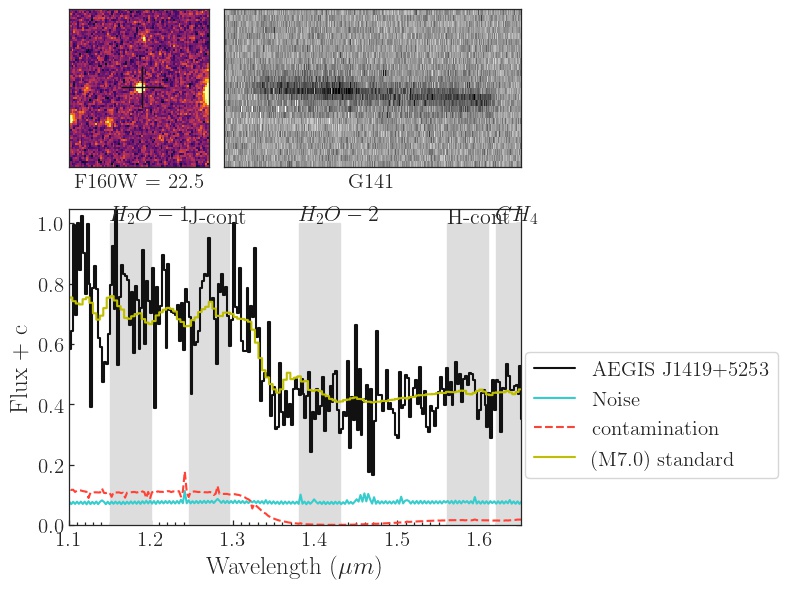 F160W = 22.5
G141
H₂O − 1 J-cont H₂O − 2 H-cont CH₄
1.0
0.8
0.6
0.4
0.2
0.0
Flux + c
1.1 1.2 1.3 1.4 1.5 1.6
Wavelength (μm)
AEGIS J1419+5253
Noise
contamination
(M7.0) standard